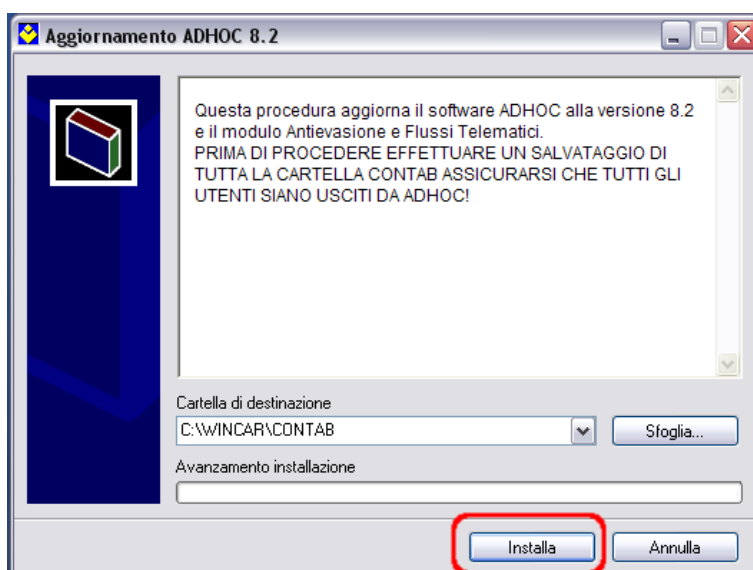 Aggiornamento ADHOC 8.2
Questa procedura aggiorna il software ADHOC alla versione 8.2
e il modulo Antievasione e Flussi Telematici.
PRIMA DI PROCEDERE EFFETTUARE UN SALVATAGGIO DI
TUTTA LA CARTELLA CONTAB ASSICURARSI CHE TUTTI GLI
UTENTI SIANO USCITI DA ADHOC!
Cartella di destinazione
C:\WINCAR\CONTAB
Sfoglia...
Avanzamento installazione
Installa
Annulla